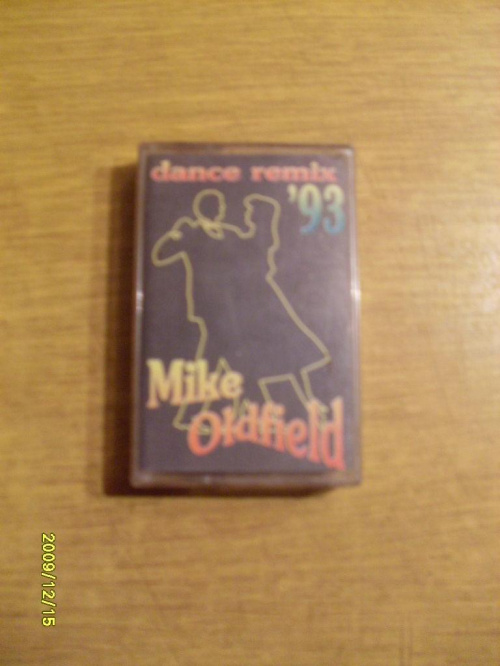 dance remix
'93
Mike
Oldfield
2009/12/15